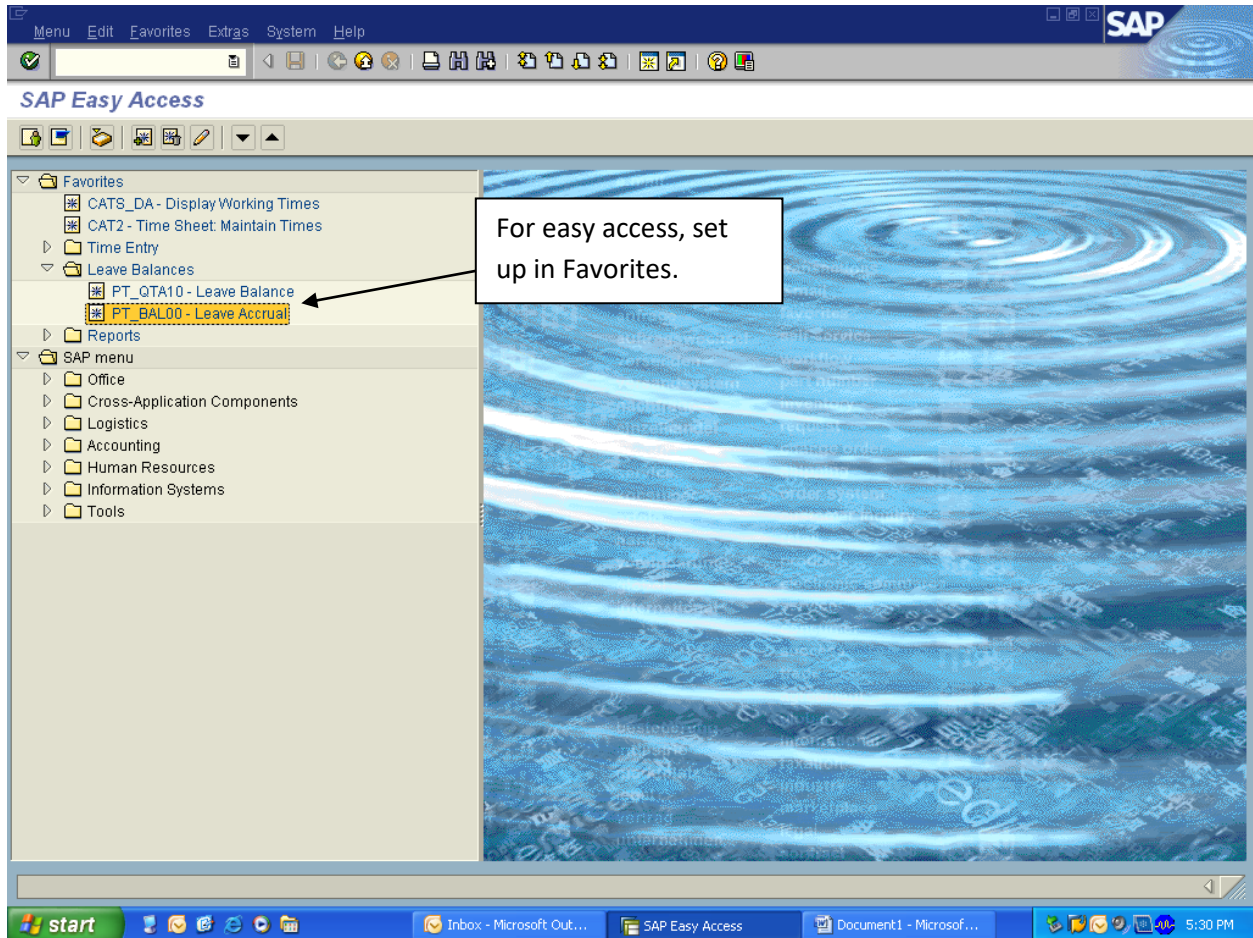 Menu Edit Favorites Extras System Help
SAP
SAP Easy Access
Favorites
CATS_DA - Display Working Times
CAT2 - Time Sheet: Maintain Times
Time Entry
Leave Balances
PT_QTA10 - Leave Balance
PT_BAL00 - Leave Accrual
Reports
SAP menu
Office
Cross-Application Components
Logistics
Accounting
Human Resources
Information Systems
Tools
For easy access, set
up in Favorites.
start
Inbox - Microsoft Out...
SAP Easy Access
Document1 - Microsof...
5:30 PM